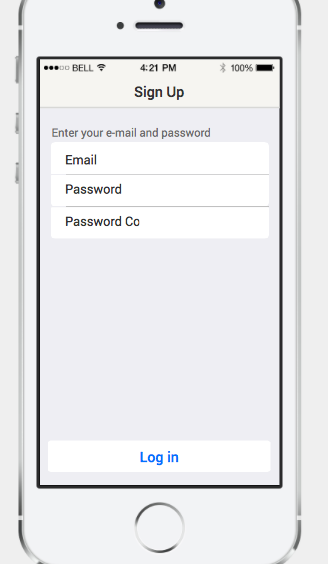 BELL 4:21 PM 100%
Sign Up
Enter your e-mail and password
Email
Password
Password Co
Log in